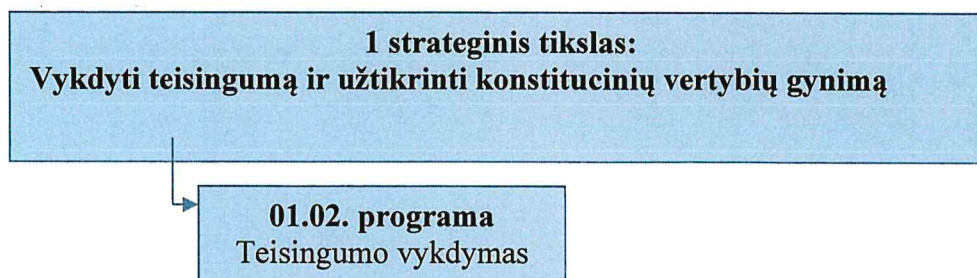 1 strateginis tikslas:
Vykdyti teisingumą ir užtikrinti konstitucinių vertybių gynimą
01.02. programa
Teisingumo vykdymas